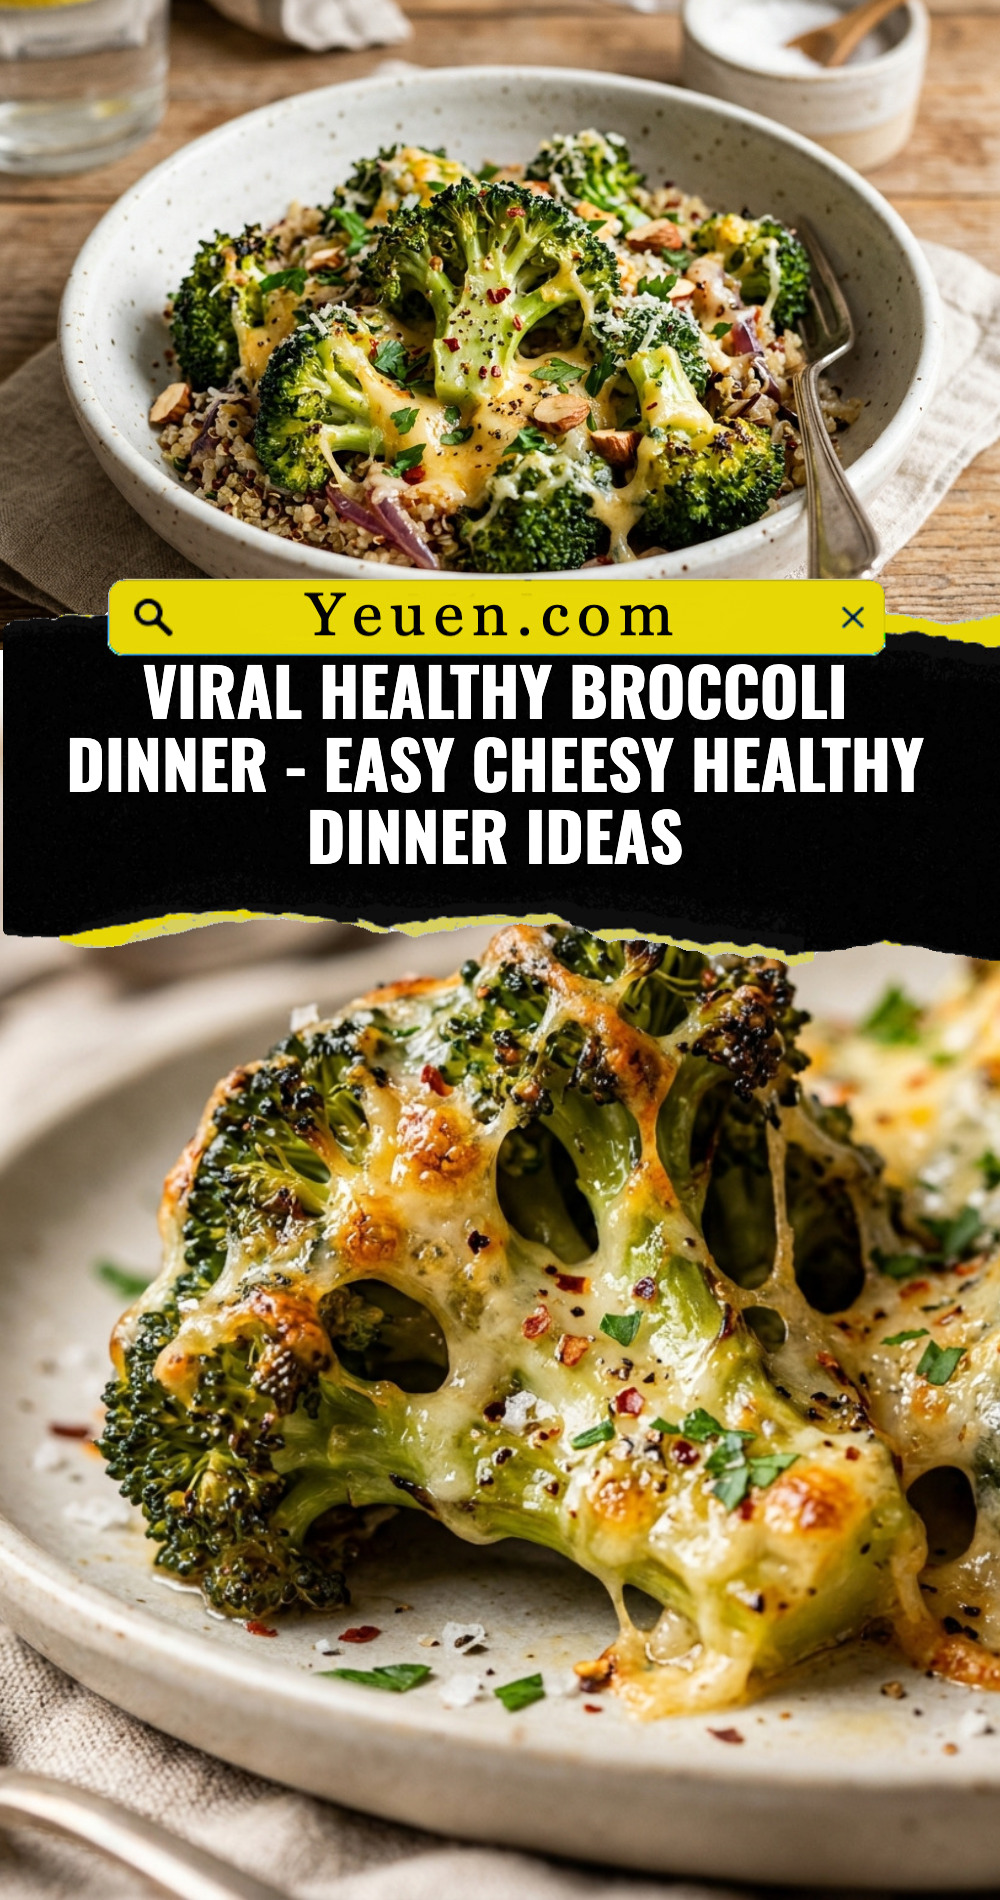 Yeuen.com
VIRAL HEALTHY BROCCOLI
DINNER - EASY CHEESY HEALTHY
DINNER IDEAS